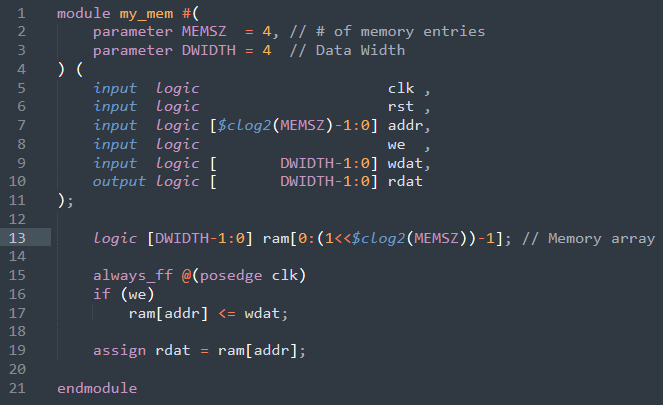 1 module my_mem #(
2     parameter MEMSZ  = 4, // # of memory entries
3     parameter DWIDTH = 4  // Data Width
4 ) (
5     input  logic                     clk ,
6     input  logic                     rst ,
7     input  logic [$clog2(MEMSZ)-1:0] addr,
8     input  logic                     we  ,
9     input  logic [       DWIDTH-1:0] wdat,
10     output logic [       DWIDTH-1:0] rdat
11 );
12
13     logic [DWIDTH-1:0] ram[0:(1<<$clog2(MEMSZ))-1]; // Memory array
14
15     always_ff @(posedge clk)
16     if (we)
17         ram[addr] <= wdat;
18
19     assign rdat = ram[addr];
20
21 endmodule